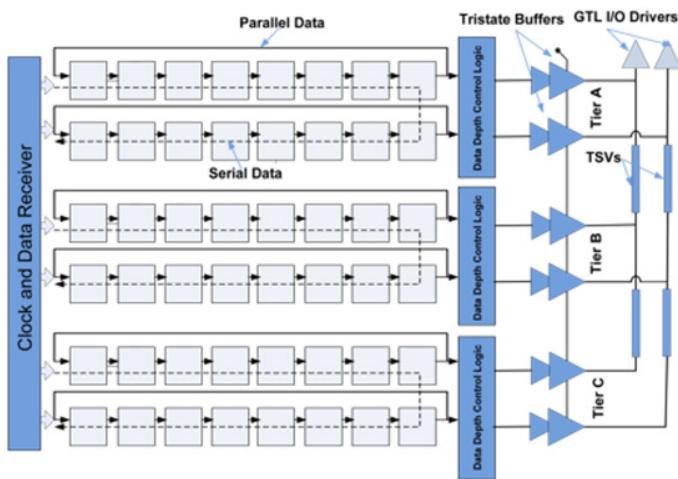 Parallel Data
Tristate Buffers
GTL I/O Drivers
Clock and Data Receiver
Data Depth Control Logic
Tier A
Serial Data
TSVs
Data Depth Control Logic
Tier B
Data Depth Control Logic
Tier C